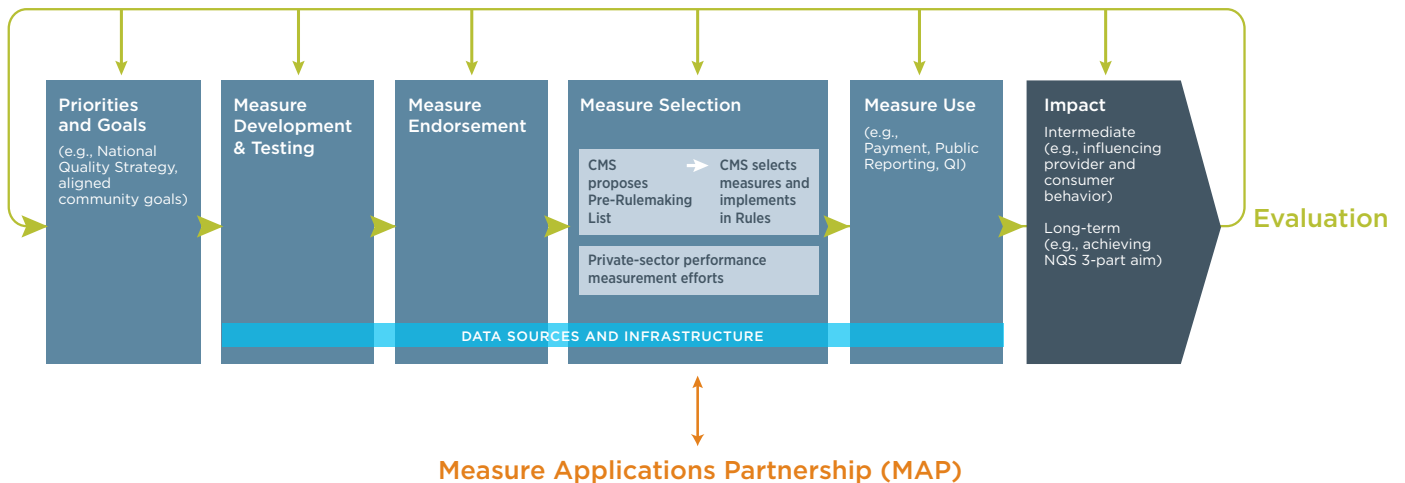 Priorities
and Goals
(e.g., National
Quality Strategy,
aligned
community goals)
Measure
Development
& Testing
Measure
Endorsement
Measure Selection
CMS
proposes
Pre-Rulemaking
List
CMS selects
measures and
implements
in Rules
Private-sector performance
measurement efforts
Measure Use
(e.g.,
Payment, Public
Reporting, QI)
Impact
Intermediate
(e.g., influencing
provider and
consumer
behavior)
Long-term
(e.g., achieving
NQS 3-part aim)
Evaluation
DATA SOURCES AND INFRASTRUCTURE
Measure Applications Partnership (MAP)